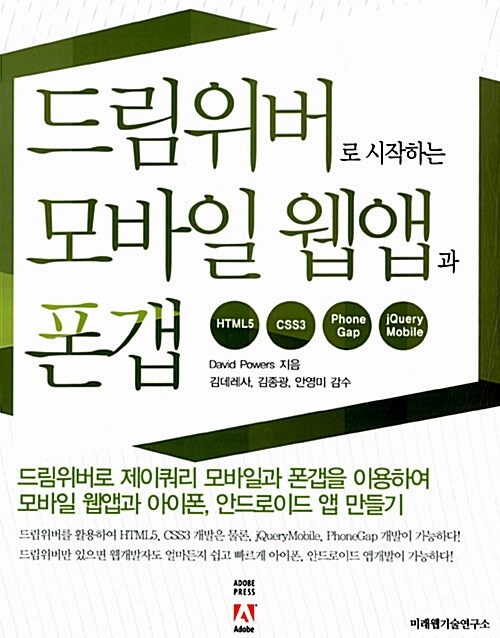 드림위버로 시작하는
모바일 웹앱과
폰갭
HTML5
CSS3
Phone
Gap
jQuery
Mobile
David Powers 지음
김데레사, 김종광, 안영미 감수
드림위버로 제이쿼리 모바일과 폰갭을 이용하여
모바일 웹앱과 아이폰, 안드로이드 앱 만들기
드림위버를 활용하여 HTML5, CSS3 개발은 물론, jQueryMobile, PhoneGap 개발이 가능하다!
드림위버만 있으면 웹개발자도 얼마든지 쉽고 빠르게 아이폰, 안드로이드 앱개발이 가능하다!
ADOBE
PRESS
Adobe
미래웹기술연구소